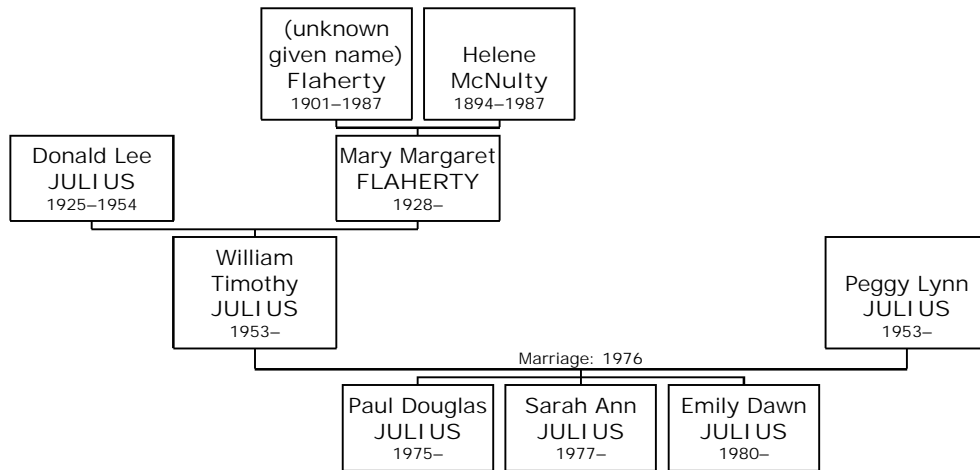 (unknown
given name)
Flaherty
1901–1987
Helene
McNulty
1894–1987
Donald Lee
JULIUS
1925–1954
Mary Margaret
FLAHERTY
1928–
William
Timothy
JULIUS
1953–
Peggy Lynn
JULIUS
1953–
Marriage: 1976
Paul Douglas
JULIUS
1975–
Sarah Ann
JULIUS
1977–
Emily Dawn
JULIUS
1980–